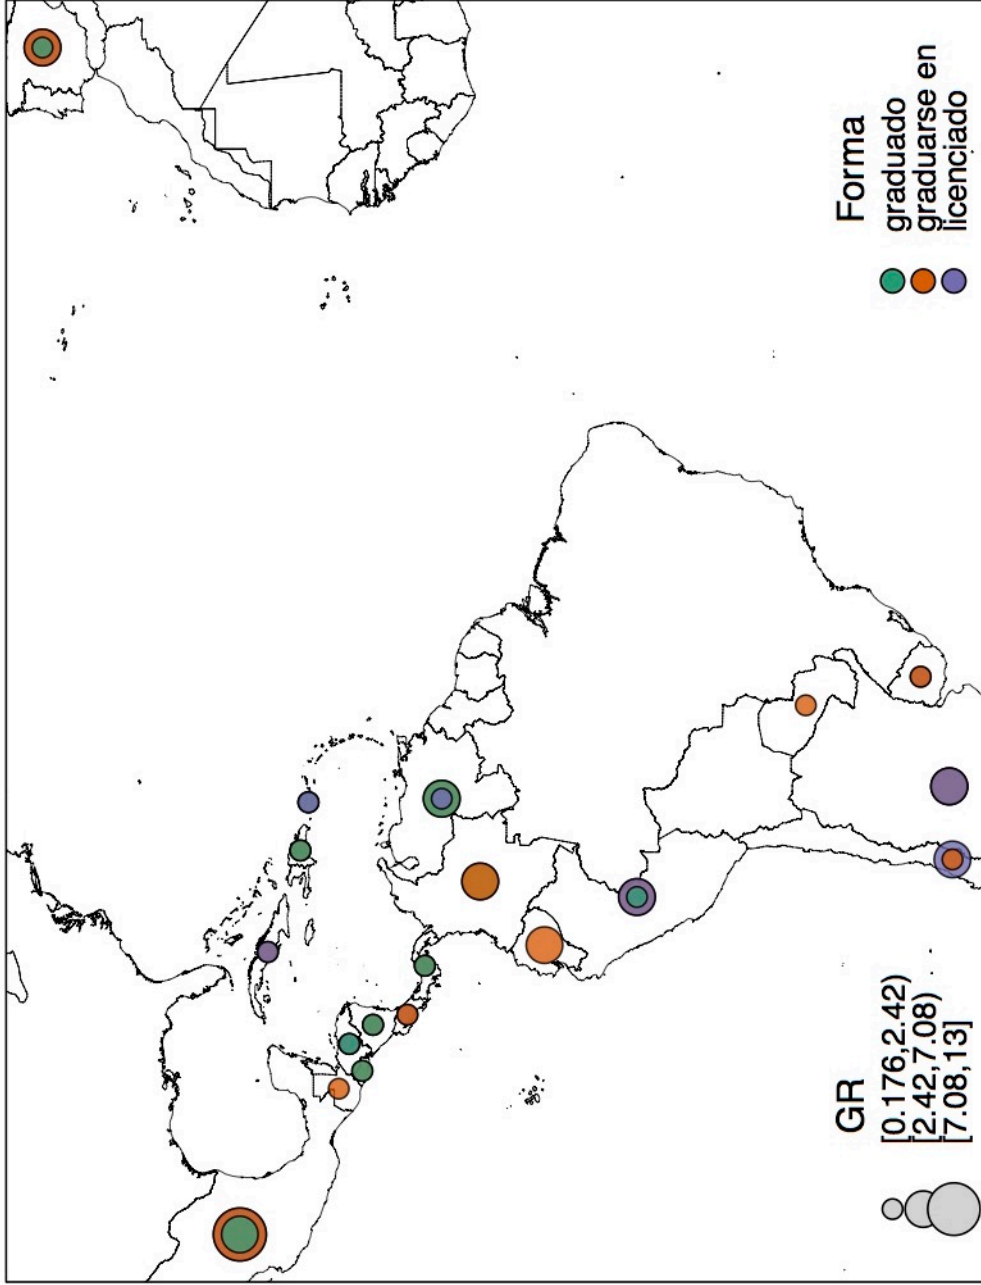 GR
[0.176,2.42)
[2.42,7.08)
[7.08,13]
Forma
graduado
graduarse en
licenciado